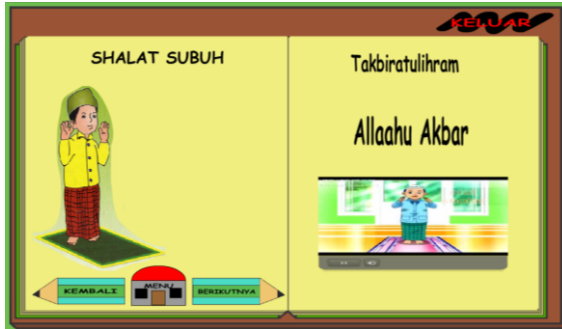 KELUAR
SHALAT SUBUH
Takbiratulihram
Allaahu Akbar
KEMBALI
MENU
BERIKUTNYA